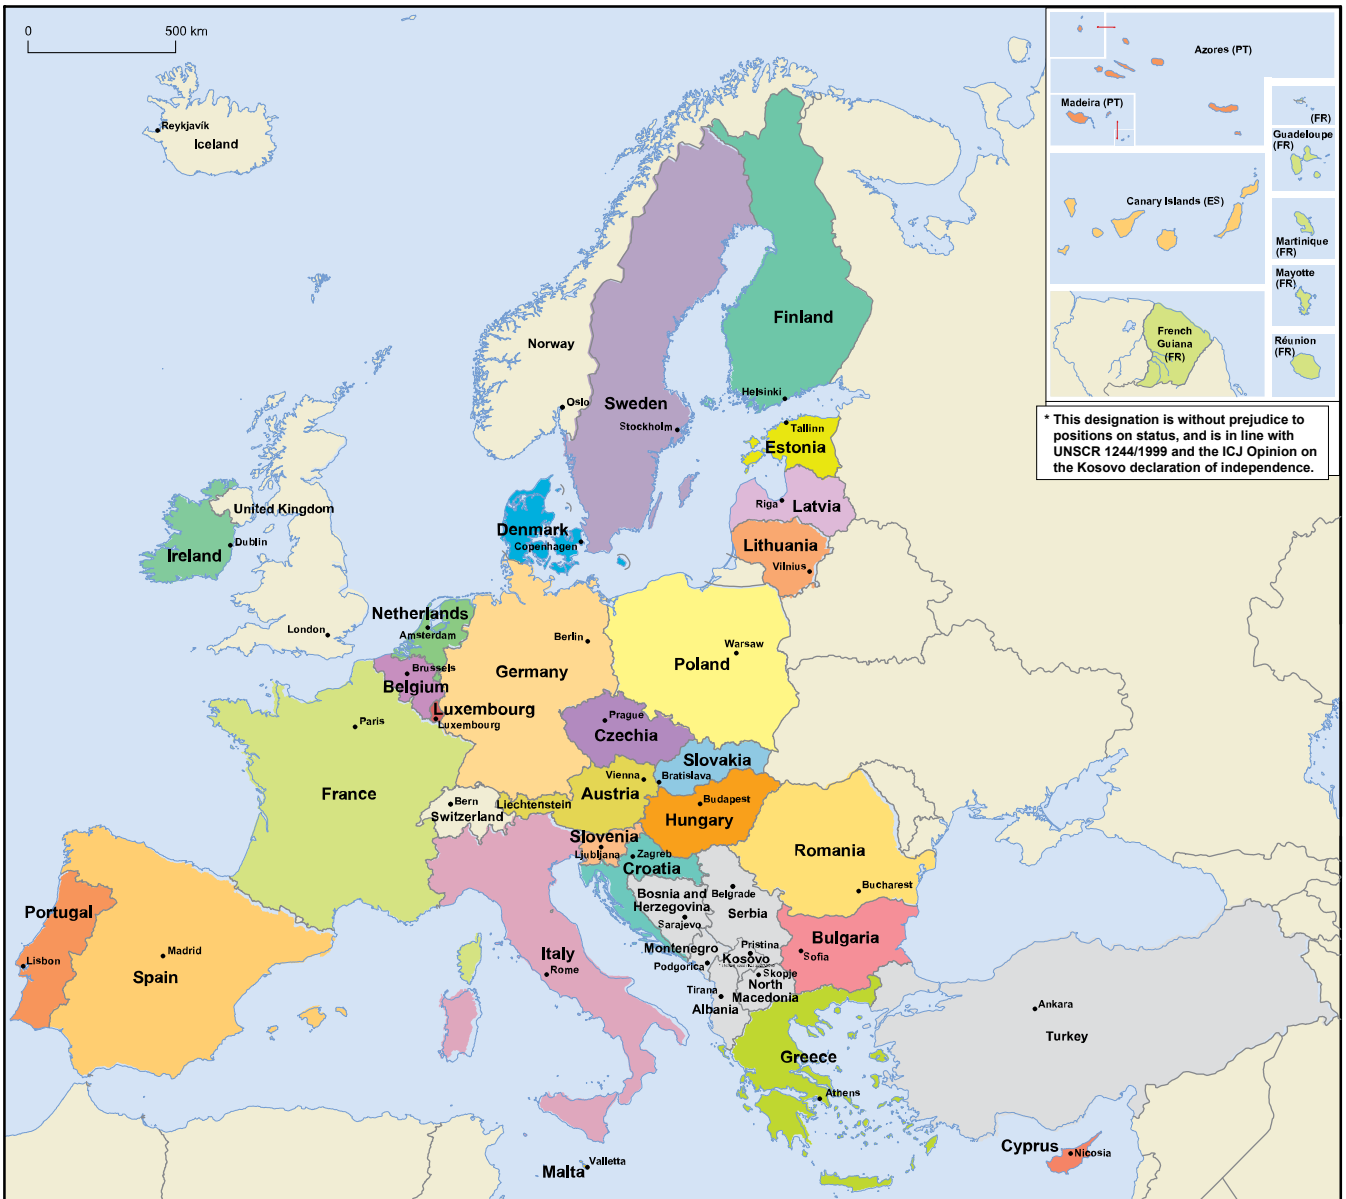 0
500 km
Azores (PT)
Madeira (PT)
(FR)
Guadeloupe
(FR)
Canary Islands (ES)
Martinique
(FR)
Mayotte
(FR)
French
Guiana
(FR)
Réunion
(FR)
* This designation is without prejudice to
positions on status, and is in line with
UNSCR 1244/1999 and the ICJ Opinion on
the Kosovo declaration of independence.
Reykjavík
Iceland
Norway
Oslo
Sweden
Stockholm
Finland
Helsinki
Tallinn
Estonia
Riga
Latvia
Lithuania
Vilnius
Denmark
Copenhagen
United Kingdom
Dublin
Ireland
London
Netherlands
Amsterdam
Brussels
Belgium
Luxembourg
Luxembourg
Berlin
Germany
Warsaw
Poland
Prague
Czechia
Slovakia
Bratislava
Vienna
Austria
Liechtenstein
Bern
Switzerland
Paris
France
Budapest
Hungary
Slovenia
Ljubljana
Zagreb
Croatia
Romania
Bucharest
Bosnia and
Herzegovina
Sarajevo
Belgrade
Serbia
Montenegro
Podgorica
Pristina
Kosovo
Skopje
North
Macedonia
Tirana
Albania
Bulgaria
Sofia
Portugal
Lisbon
Madrid
Spain
Italy
Rome
Ankara
Turkey
Greece
Athens
Cyprus
Nicosia
Malta
Valletta